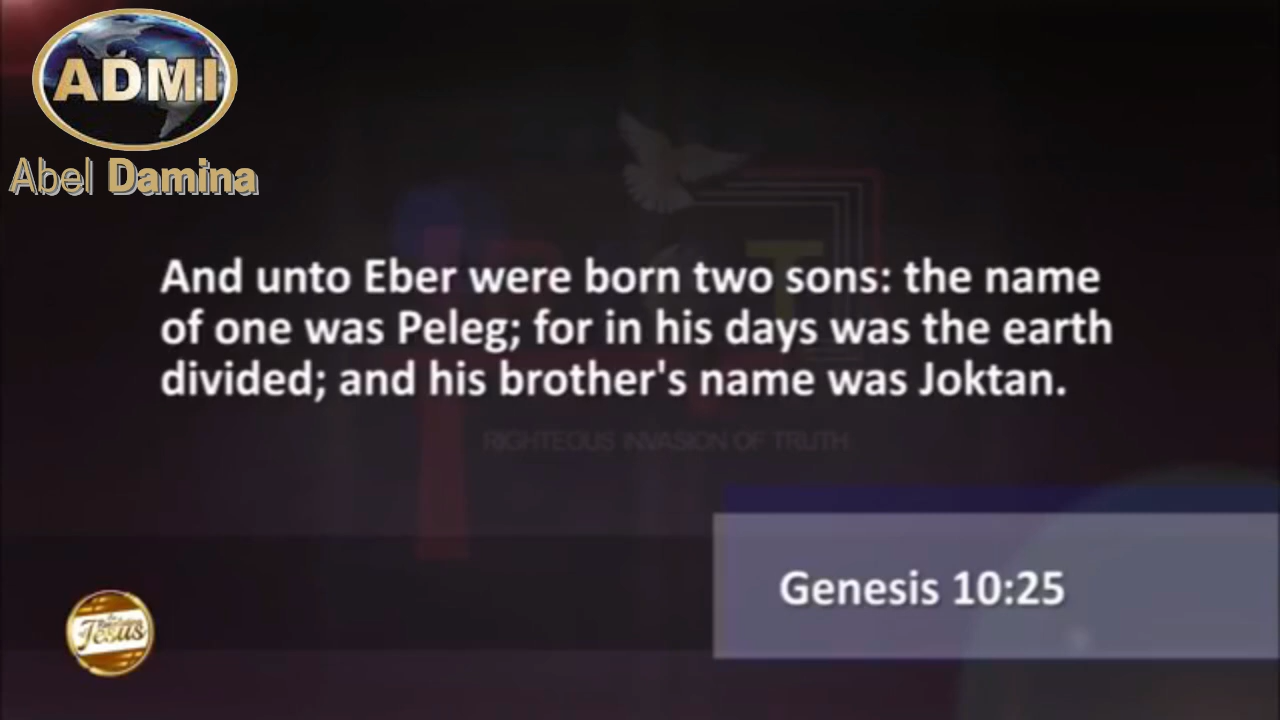 ADMI
Abel Damina
And unto Eber were born two sons: the name
of one was Peleg; for in his days was the earth
divided; and his brother's name was Joktan.
RIGHTEOUS INVASION OF TRUTH
Genesis 10:25
Jesus